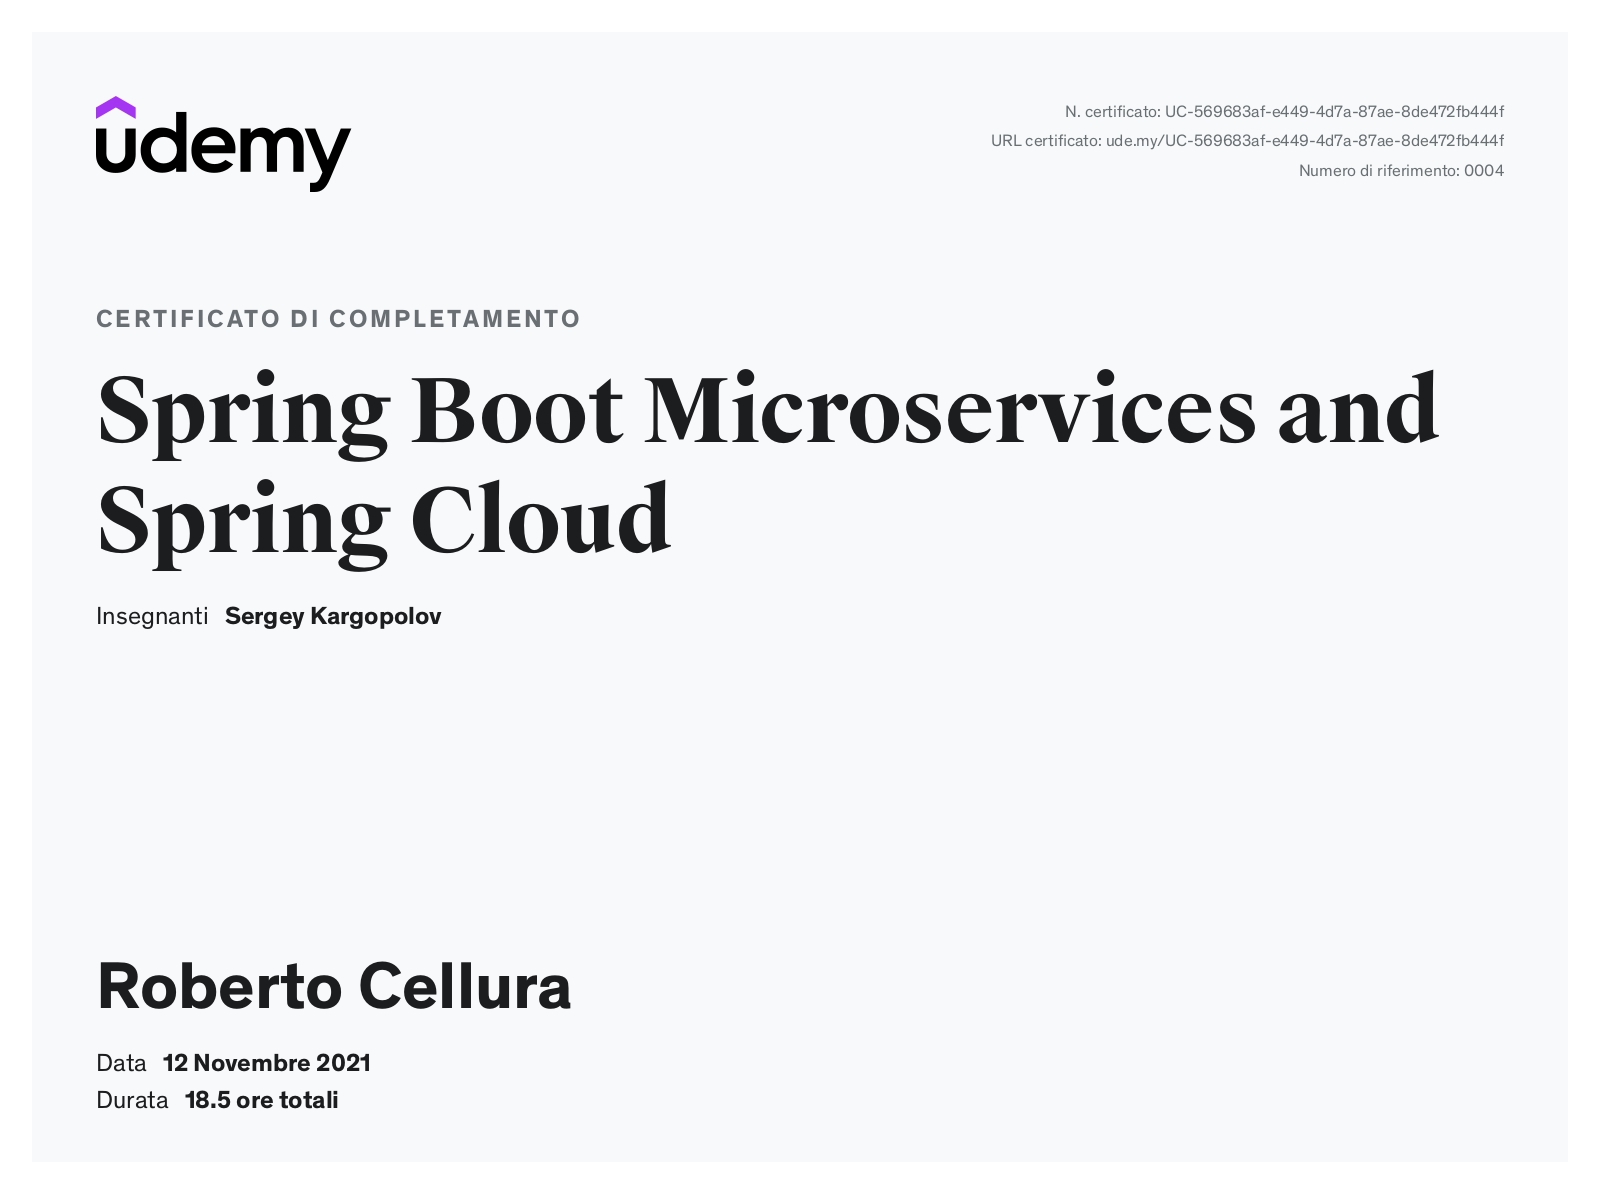 udemy
N. certificato: UC-569683af-e449-4d7a-87ae-8de472fb444f
URL certificato: ude.my/UC-569683af-e449-4d7a-87ae-8de472fb444f
Numero di riferimento: 0004
CERTIFICATO DI COMPLETAMENTO
Spring Boot Microservices and
Spring Cloud
Insegnanti Sergey Kargopolov
Roberto Cellura
Data 12 Novembre 2021
Durata 18.5 ore totali